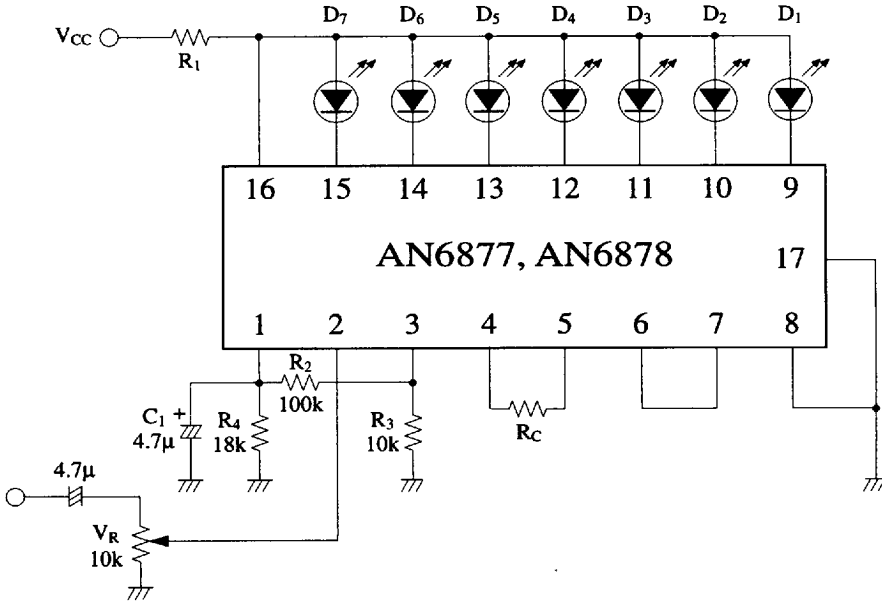 D7 D6 D5 D4 D3 D2 D1
VCC
R1
16 15 14 13 12 11 10 9
AN6877, AN6878
17
1 2 3 4 5 6 7 8
R2
100k
C1 +
4.7μ
R4
18k
R3
10k
RC
4.7μ
VR
10k